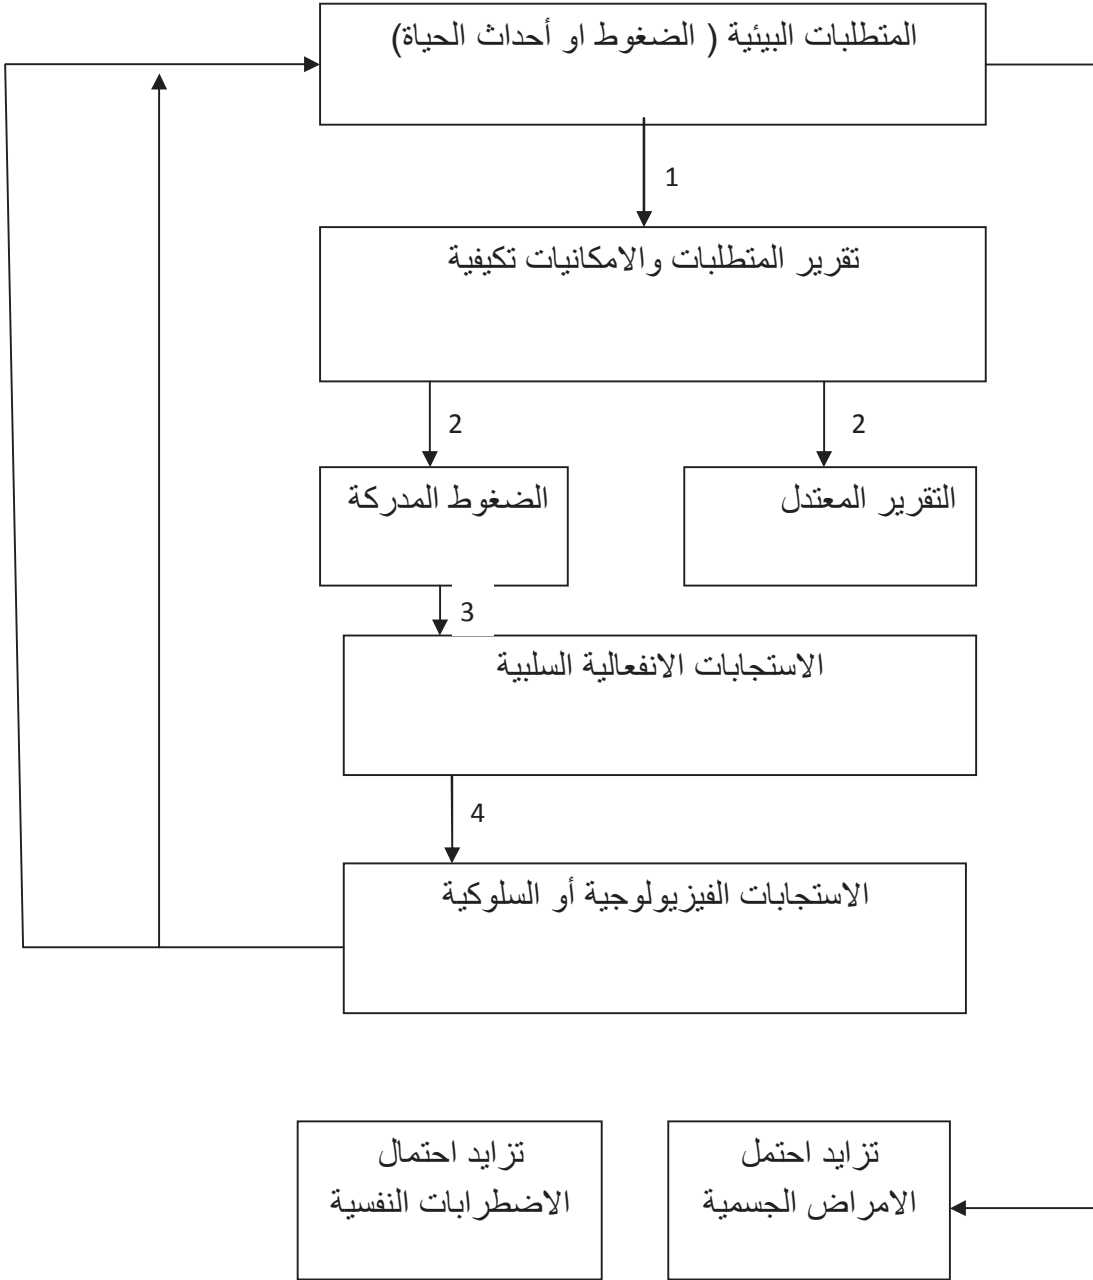 المتطلبات البيئية ( الضغوط او أحداث الحياة)
1
تقرير المتطلبات والامكانيات تكيفية
2
2
التقرير المعتدل
الضغوط المدركة
3
الاستجابات الانفعالية السلبية
4
الاستجابات الفيزيولوجية أو السلوكية
تزايد احتمل
الامراض الجسمية
تزايد احتمال
الاضطرابات النفسية